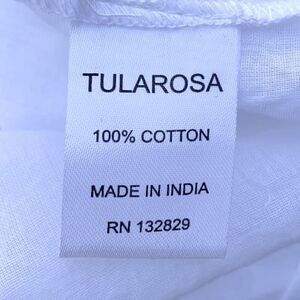 TULAROSA
100% COTTON
MADE IN INDIA
RN 132829